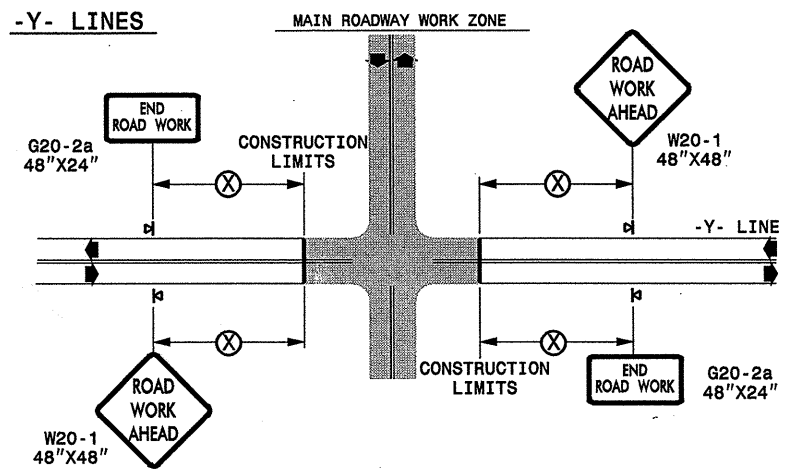 -Y- LINES
MAIN ROADWAY WORK ZONE
END
ROAD WORK
G20-2a
48"X24"
CONSTRUCTION
LIMITS
X
X
ROAD
WORK
AHEAD
W20-1
48"X48"
-Y- LINE
X
X
ROAD
WORK
AHEAD
W20-1
48"X48"
CONSTRUCTION
LIMITS
END
ROAD WORK
G20-2a
48"X24"